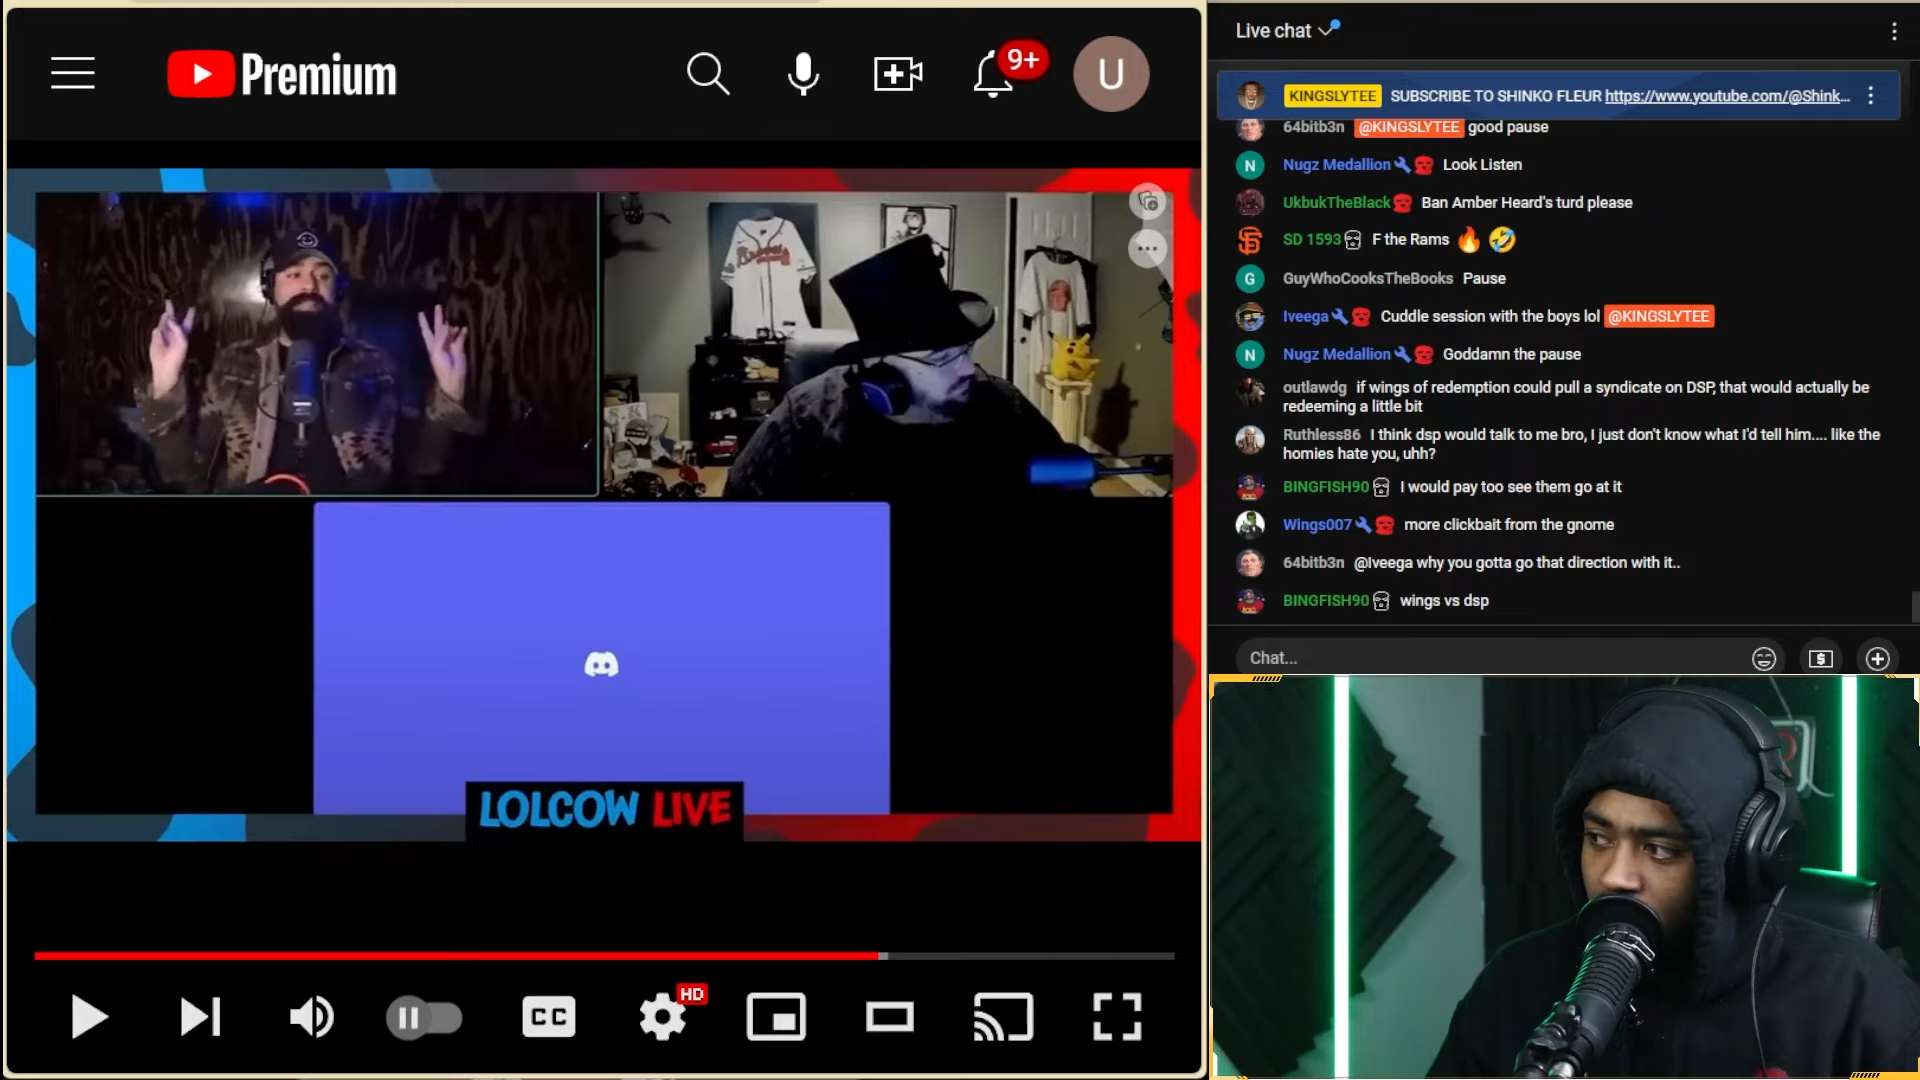 Premium
9+
U
Braves
LOLCOW LIVE
CC
HD
Live chat
KINGSLYTEE SUBSCRIBE TO SHINKO FLEUR https://www.youtube.com/@Shink...
64bitb3n @KINGSLYTEE good pause
N Nugz Medallion Look Listen
UkbukTheBlack Ban Amber Heard's turd please
SD 1593 F the Rams 🔥 🤣
G GuyWhoCooksTheBooks Pause
Iveega Cuddle session with the boys lol @KINGSLYTEE
N Nugz Medallion Goddamn the pause
outlawdg if wings of redemption could pull a syndicate on DSP, that would actually be
redeeming a little bit
Ruthless86 I think dsp would talk to me bro, I just don't know what I'd tell him.... like the
homies hate you, uhh?
BINGFISH90 I would pay too see them go at it
Wings007 more clickbait from the gnome
64bitb3n @Iveega why you gotta go that direction with it..
BINGFISH90 wings vs dsp
Chat...